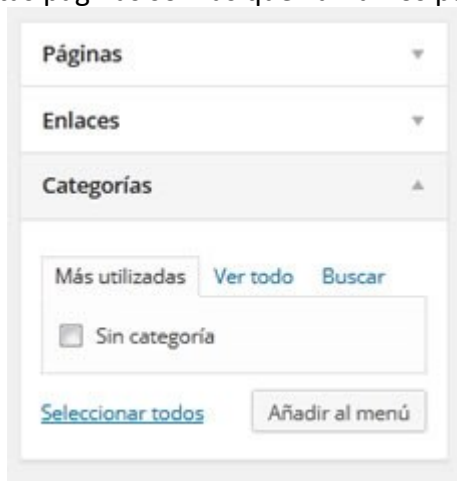 Páginas
Enlaces
Categorías
Más utilizadas Ver todo Buscar
Sin categoría
Seleccionar todos Añadir al menú